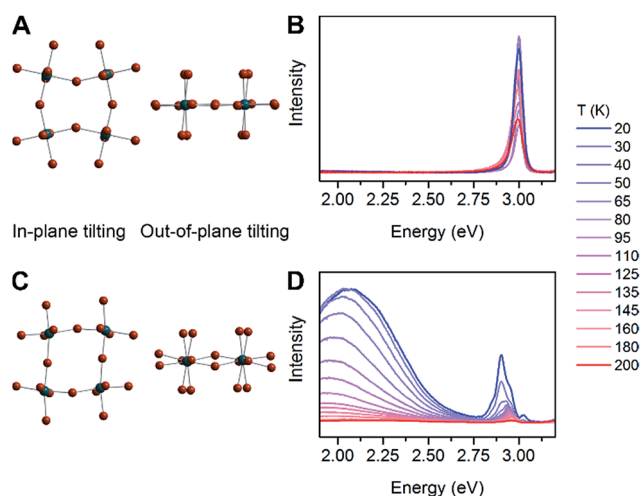 A
B
Intensity
2.00 2.25 2.50 2.75 3.00
Energy (eV)
In-plane tilting Out-of-plane tilting
C
D
Intensity
2.00 2.25 2.50 2.75 3.00
Energy (eV)
T (K)
20
30
40
50
65
80
95
110
125
135
145
160
180
200